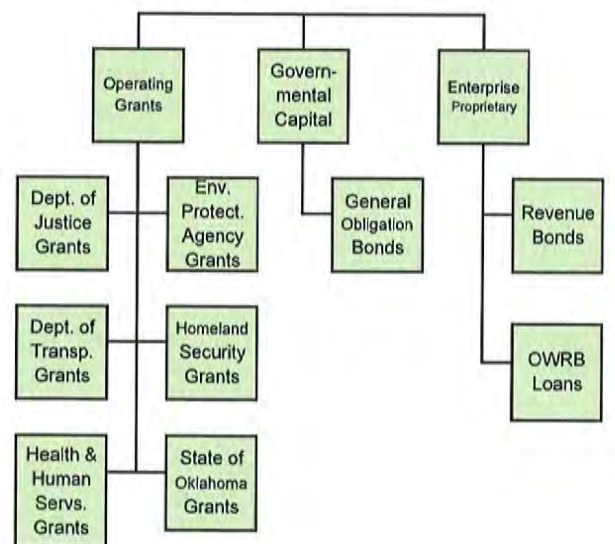 Operating
Grants
Govern-
mental
Capital
Enterprise
Proprietary
Dept. of
Justice
Grants
Env.
Protect.
Agency
Grants
General
Obligation
Bonds
Revenue
Bonds
Dept. of
Transp.
Grants
Homeland
Security
Grants
OWRB
Loans
Health &
Human
Servs.
Grants
State of
Oklahoma
Grants